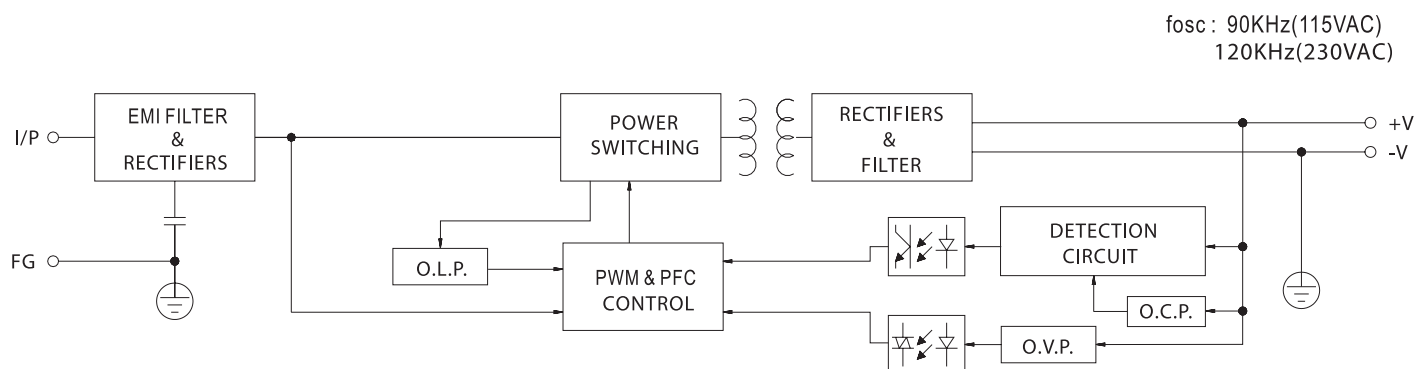 fosc : 90KHz(115VAC)
120KHz(230VAC)
I/P
EMI FILTER
&
RECTIFIERS
POWER
SWITCHING
RECTIFIERS
&
FILTER
+V
-V
FG
O.L.P.
PWM & PFC
CONTROL
DETECTION
CIRCUIT
O.C.P.
O.V.P.